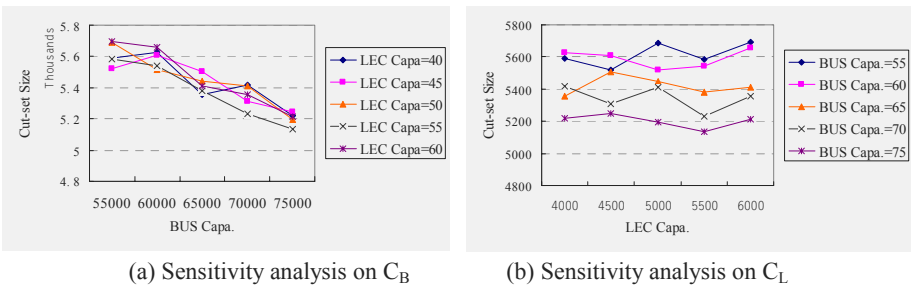 5.8
5.6
5.4
5.2
5
4.8
Thousands
Cut-set Size
55000 60000 65000 70000 75000
BUS Capa.
LEC Capa=40
LEC Capa=45
LEC Capa=50
LEC Capa=55
LEC Capa=60
(a) Sensitivity analysis on C_B
5800
5600
5400
5200
5000
4800
Cut-set Size
4000 4500 5000 5500 6000
LEC Capa.
BUS Capa.=55
BUS Capa.=60
BUS Capa.=65
BUS Capa.=70
BUS Capa.=75
(b) Sensitivity analysis on C_L